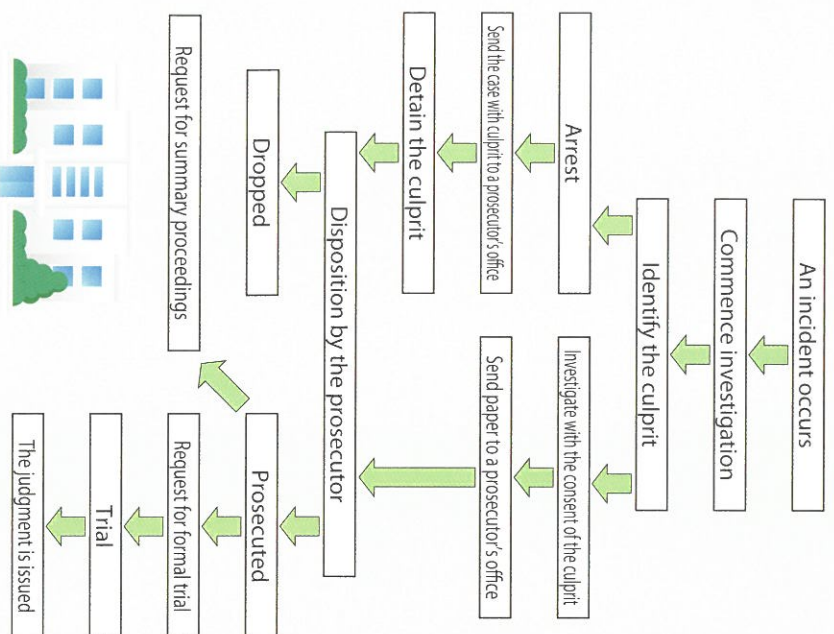 An incident occurs
Commence investigation
Identify the culprit
Arrest
Investigate with the consent of the culprit
Send the case with culprit to a prosecutor's office
Send paper to a prosecutor's office
Detain the culprit
Disposition by the prosecutor
Dropped
Prosecuted
Request for summary proceedings
Request for formal trial
Trial
The judgment is issued